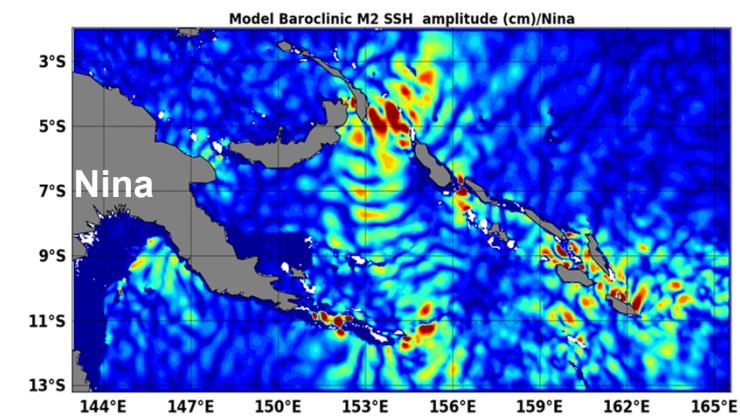 Model Baroclinic M2 SSH amplitude (cm)/Nina
3°S
5°S
7°S
9°S
11°S
13°S
Nina
144°E 147°E 150°E 153°E 156°E 159°E 162°E 165°E